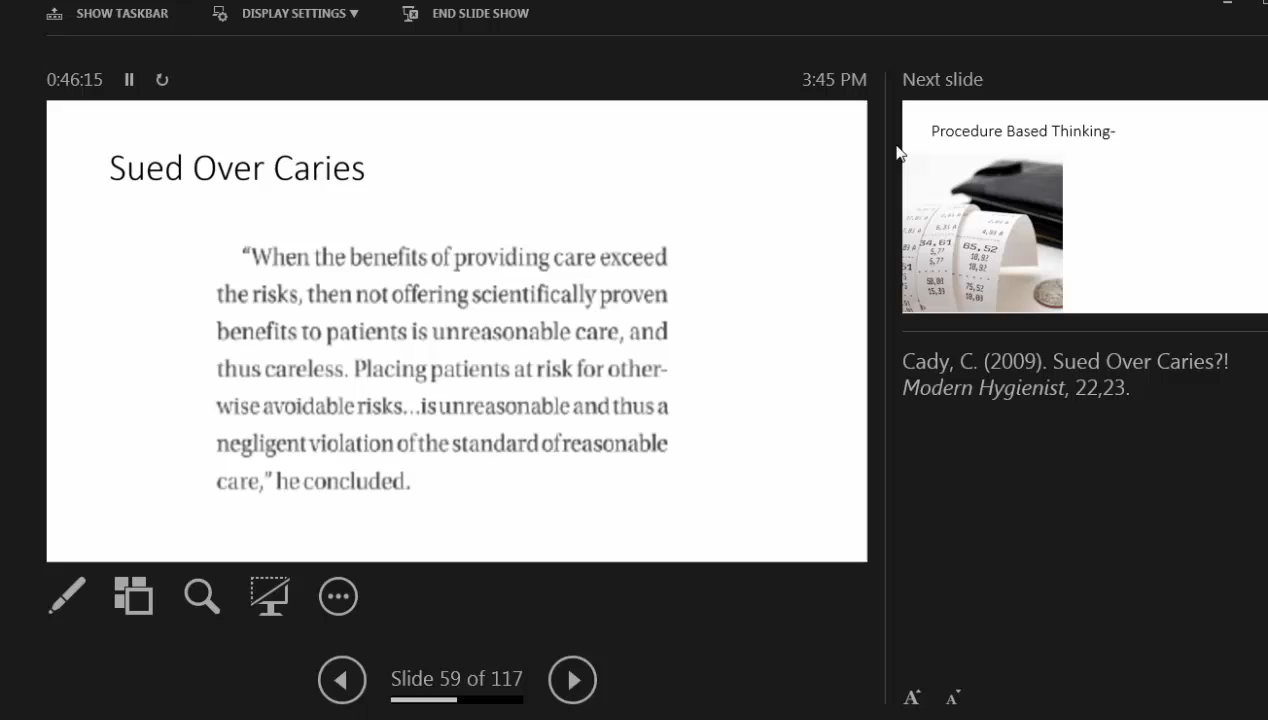 SHOW TASKBAR
DISPLAY SETTINGS ▼
END SLIDE SHOW
0:46:15
3:45 PM
Sued Over Caries
“When the benefits of providing care exceed
the risks, then not offering scientifically proven
benefits to patients is unreasonable care, and
thus careless. Placing patients at risk for other-
wise avoidable risks...is unreasonable and thus a
negligent violation of the standard of reasonable
care,” he concluded.
Slide 59 of 117
Next slide
Procedure Based Thinking-
34.61
65.52
Cady, C. (2009). Sued Over Caries?!
Modern Hygienist, 22,23.
A
A